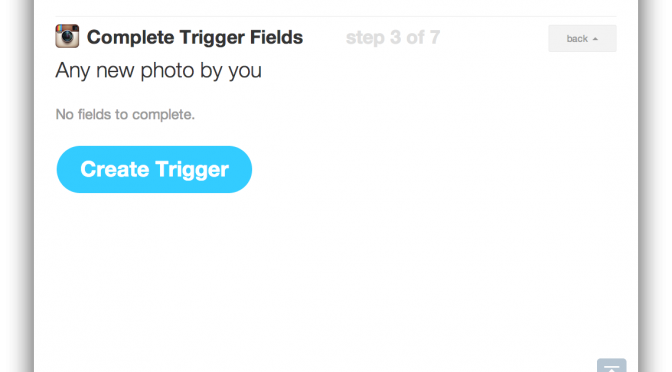 Complete Trigger Fields step 3 of 7 back
Any new photo by you
No fields to complete.
Create Trigger